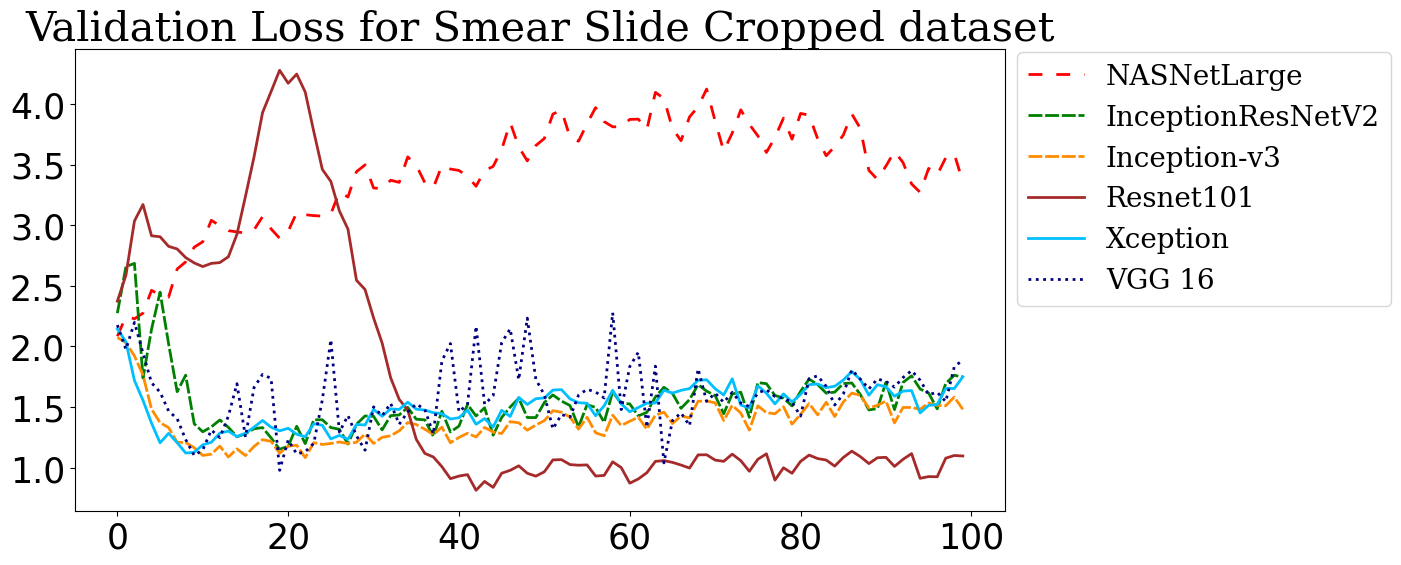 Validation Loss for Smear Slide Cropped dataset
4.0
3.5
3.0
2.5
2.0
1.5
1.0
0 20 40 60 80 100
NASNetLarge
InceptionResNetV2
Inception-v3
Resnet101
Xception
VGG 16